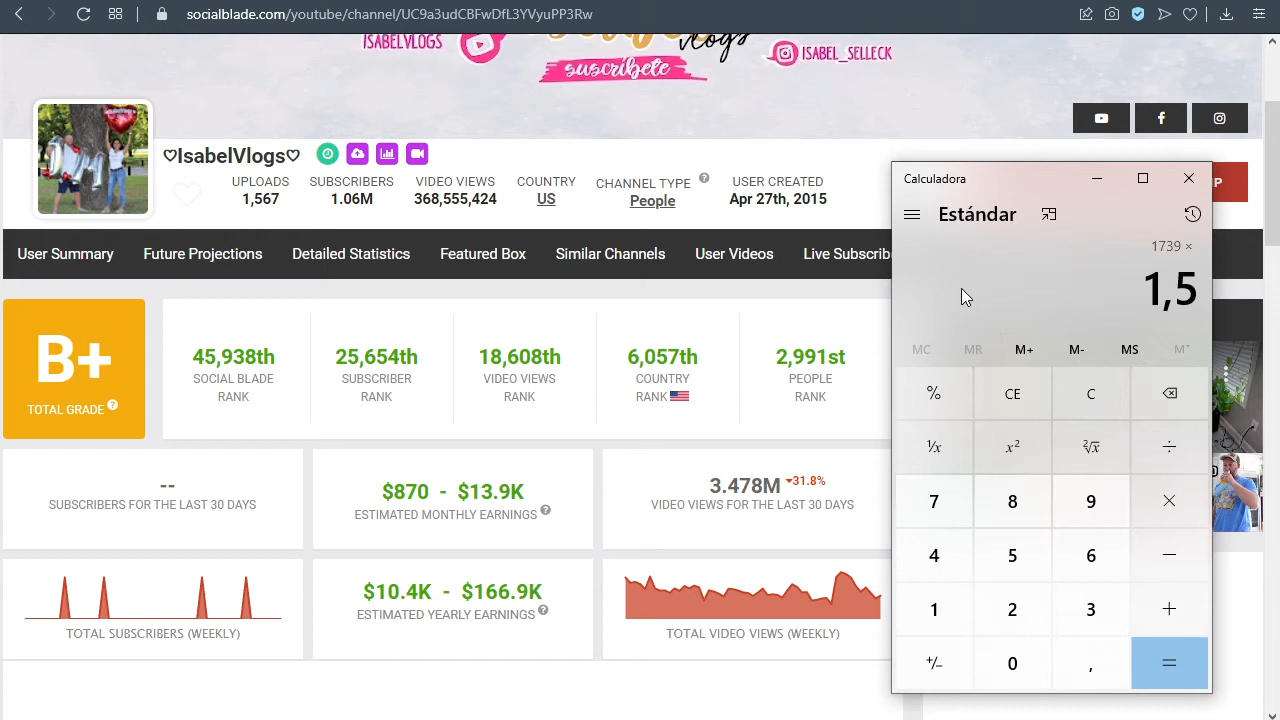 socialblade.com/youtube/channel/UC9a3udCBFwDfL3YVyuPP3Rw
ISABELVLOGS
vlogs
suscríbete
ISABEL_SELLECK
♡IsabelVlogs♡
UPLOADS
1,567
SUBSCRIBERS
1.06M
VIDEO VIEWS
368,555,424
COUNTRY
US
CHANNEL TYPE
People
USER CREATED
Apr 27th, 2015
User Summary
Future Projections
Detailed Statistics
Featured Box
Similar Channels
User Videos
B+
TOTAL GRADE
45,938th
SOCIAL BLADE
RANK
25,654th
SUBSCRIBER
RANK
18,608th
VIDEO VIEWS
RANK
6,057th
COUNTRY
RANK
2,991st
PEOPLE
RANK
--
SUBSCRIBERS FOR THE LAST 30 DAYS
$870 - $13.9K
ESTIMATED MONTHLY EARNINGS
3.478M 31.8%
VIDEO VIEWS FOR THE LAST 30 DAYS
TOTAL SUBSCRIBERS (WEEKLY)
$10.4K - $166.9K
ESTIMATED YEARLY EARNINGS
TOTAL VIDEO VIEWS (WEEKLY)
Calculadora
Estándar
1739 ×
1,5
MC MR M+ M- MS M˅
% CE C
⅟x x² ²√x ÷
7 8 9 ×
4 5 6 −
1 2 3 +
+/− 0 , =